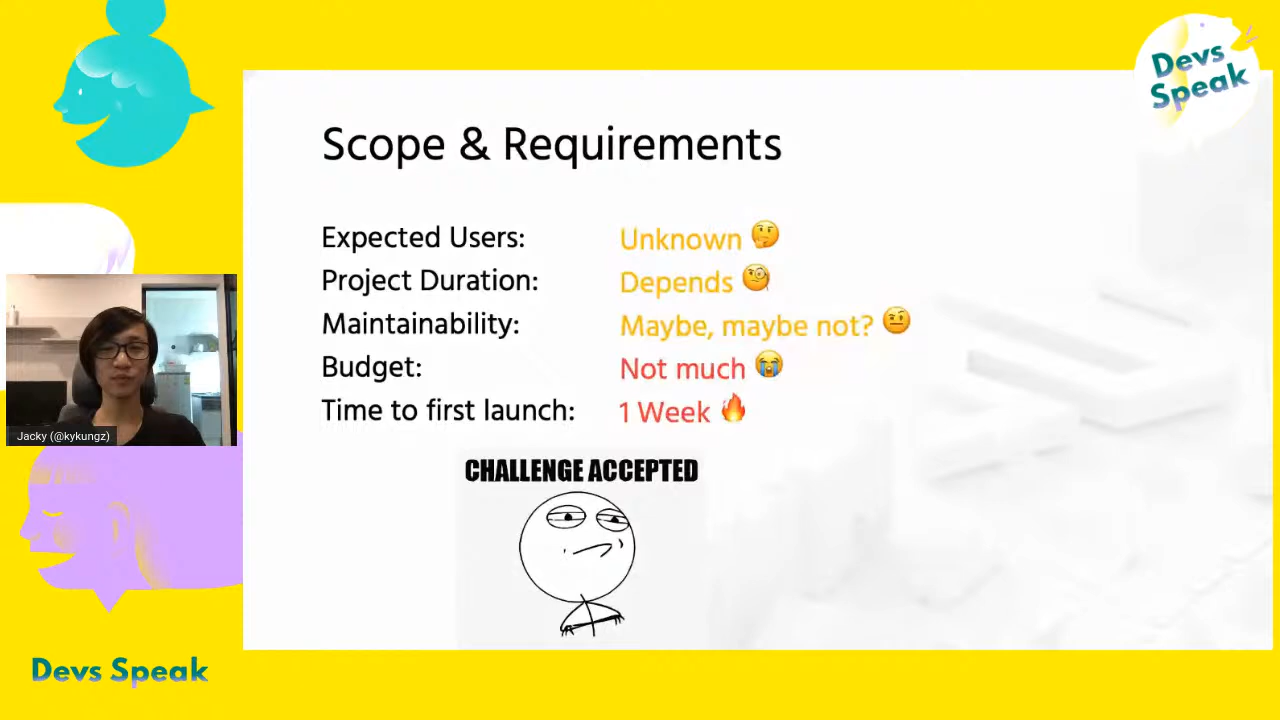 Devs
Speak
Scope & Requirements
Expected Users: Unknown 🤔
Project Duration: Depends 🧐
Maintainability: Maybe, maybe not? 🤨
Budget: Not much 😭
Time to first launch: 1 Week 🔥
Jacky (@kykungz)
CHALLENGE ACCEPTED
Devs Speak